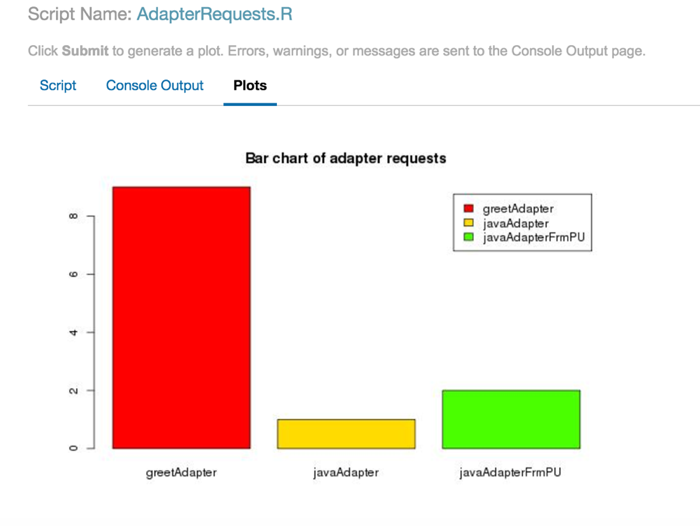 Script Name: AdapterRequests.R
Click Submit to generate a plot. Errors, warnings, or messages are sent to the Console Output page.
Script Console Output Plots
Bar chart of adapter requests
greetAdapter
javaAdapter
javaAdapterFrmPU
8
6
4
2
0
greetAdapter javaAdapter javaAdapterFrmPU